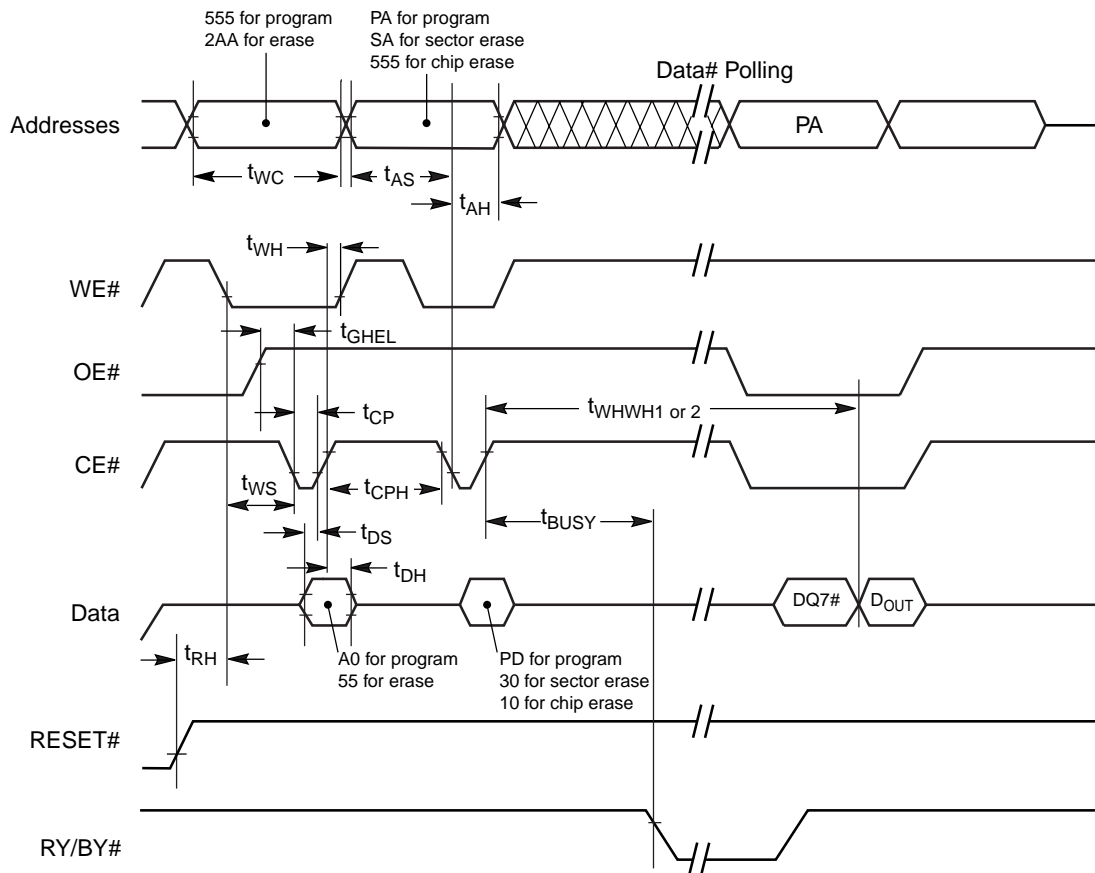 555 for program
2AA for erase
PA for program
SA for sector erase
555 for chip erase
Data# Polling
Addresses
PA
tWC
tAS
tAH
tWH
WE#
tGHEL
OE#
tCP
tWHWH1 or 2
CE#
tWS
tCPH
tDS
tBUSY
tDH
Data
DQ7#
DOUT
tRH
A0 for program
55 for erase
PD for program
30 for sector erase
10 for chip erase
RESET#
RY/BY#